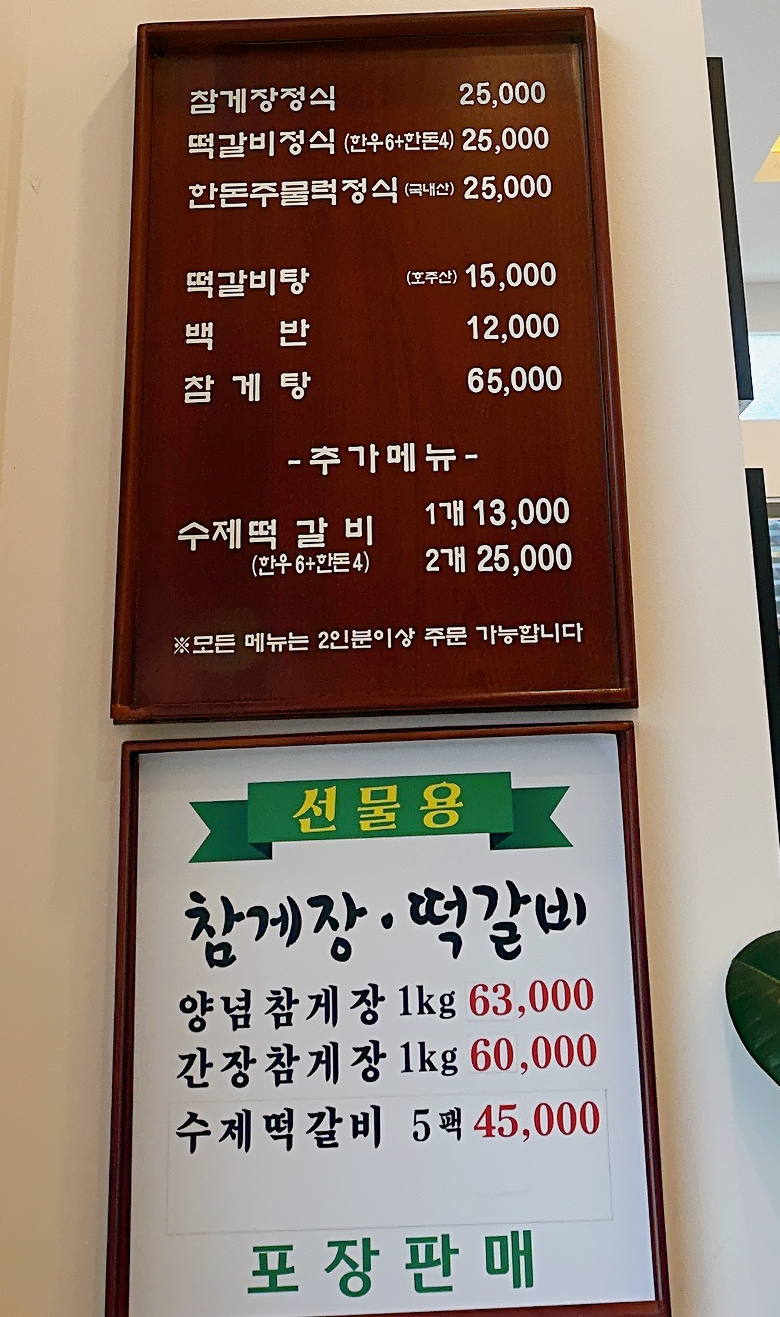 참게장정식 25,000
떡갈비정식 (한우6+한돈4) 25,000
한돈주물럭정식 (국내산) 25,000
떡갈비탕 (호주산) 15,000
백 반 12,000
참 게 탕 65,000
-추가메뉴-
수제떡 갈 비 1개 13,000
(한우6+한돈4) 2개 25,000
※모든 메뉴는 2인분이상 주문 가능합니다
선물용
참게장·떡갈비
양념참게장 1kg 63,000
간장참게장 1kg 60,000
수제떡갈비 5팩 45,000
포장판매